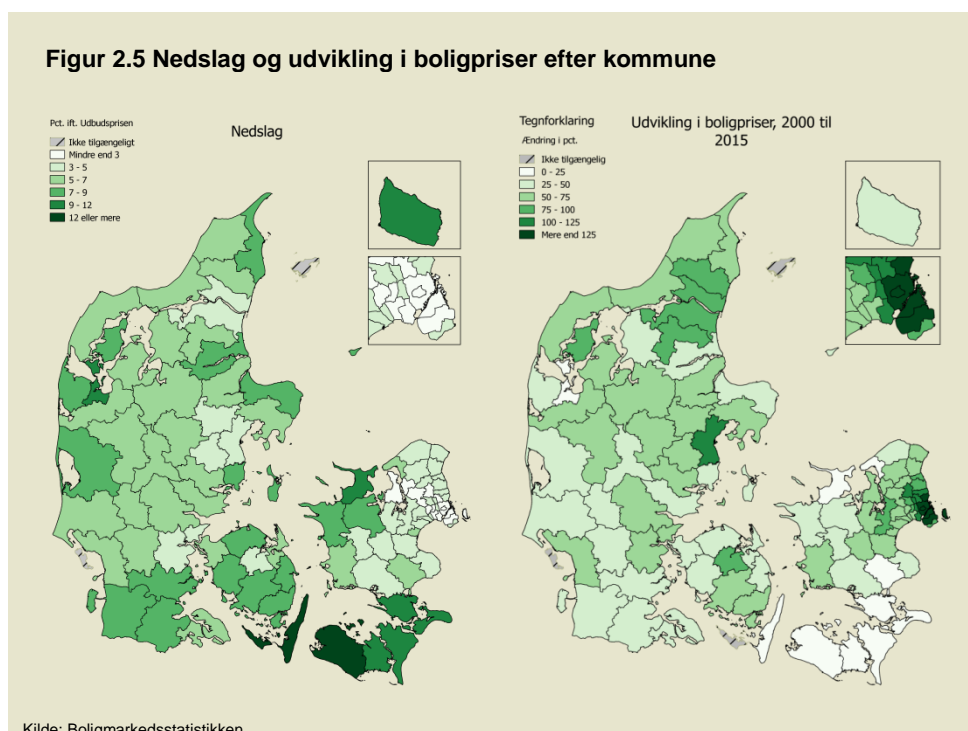 Figur 2.5 Nedslag og udvikling i boligpriser efter kommune
Pct. ift. Udbudsprisen
Ikke tilgængeligt
Mindre end 3
3 - 5
5 - 7
7 - 9
9 - 12
12 eller mere
Nedslag
Tegnforklaring
Ændring i pct.
Ikke tilgængelig
0 - 25
25 - 50
50 - 75
75 - 100
100 - 125
Mere end 125
Udvikling i boligpriser, 2000 til
2015
Kilde: Boligmarkedsstatistikken